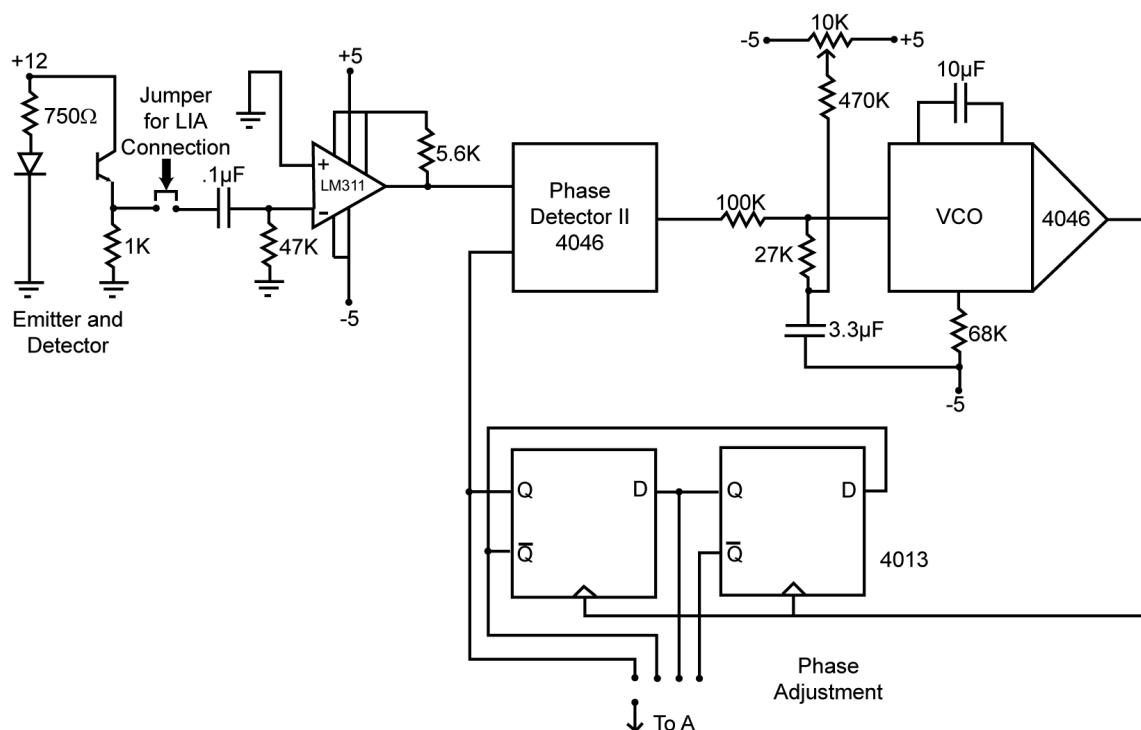 +12
750Ω
Jumper
for LIA
Connection
.1µF
1K
47K
Emitter and
Detector
+5
+
LM311
-
5.6K
-5
Phase
Detector II
4046
-5
10K
+5
470K
100K
27K
3.3µF
10µF
VCO
4046
68K
-5
Q
D
Q̅
Q
D
Q̅
4013
Phase
Adjustment
To A